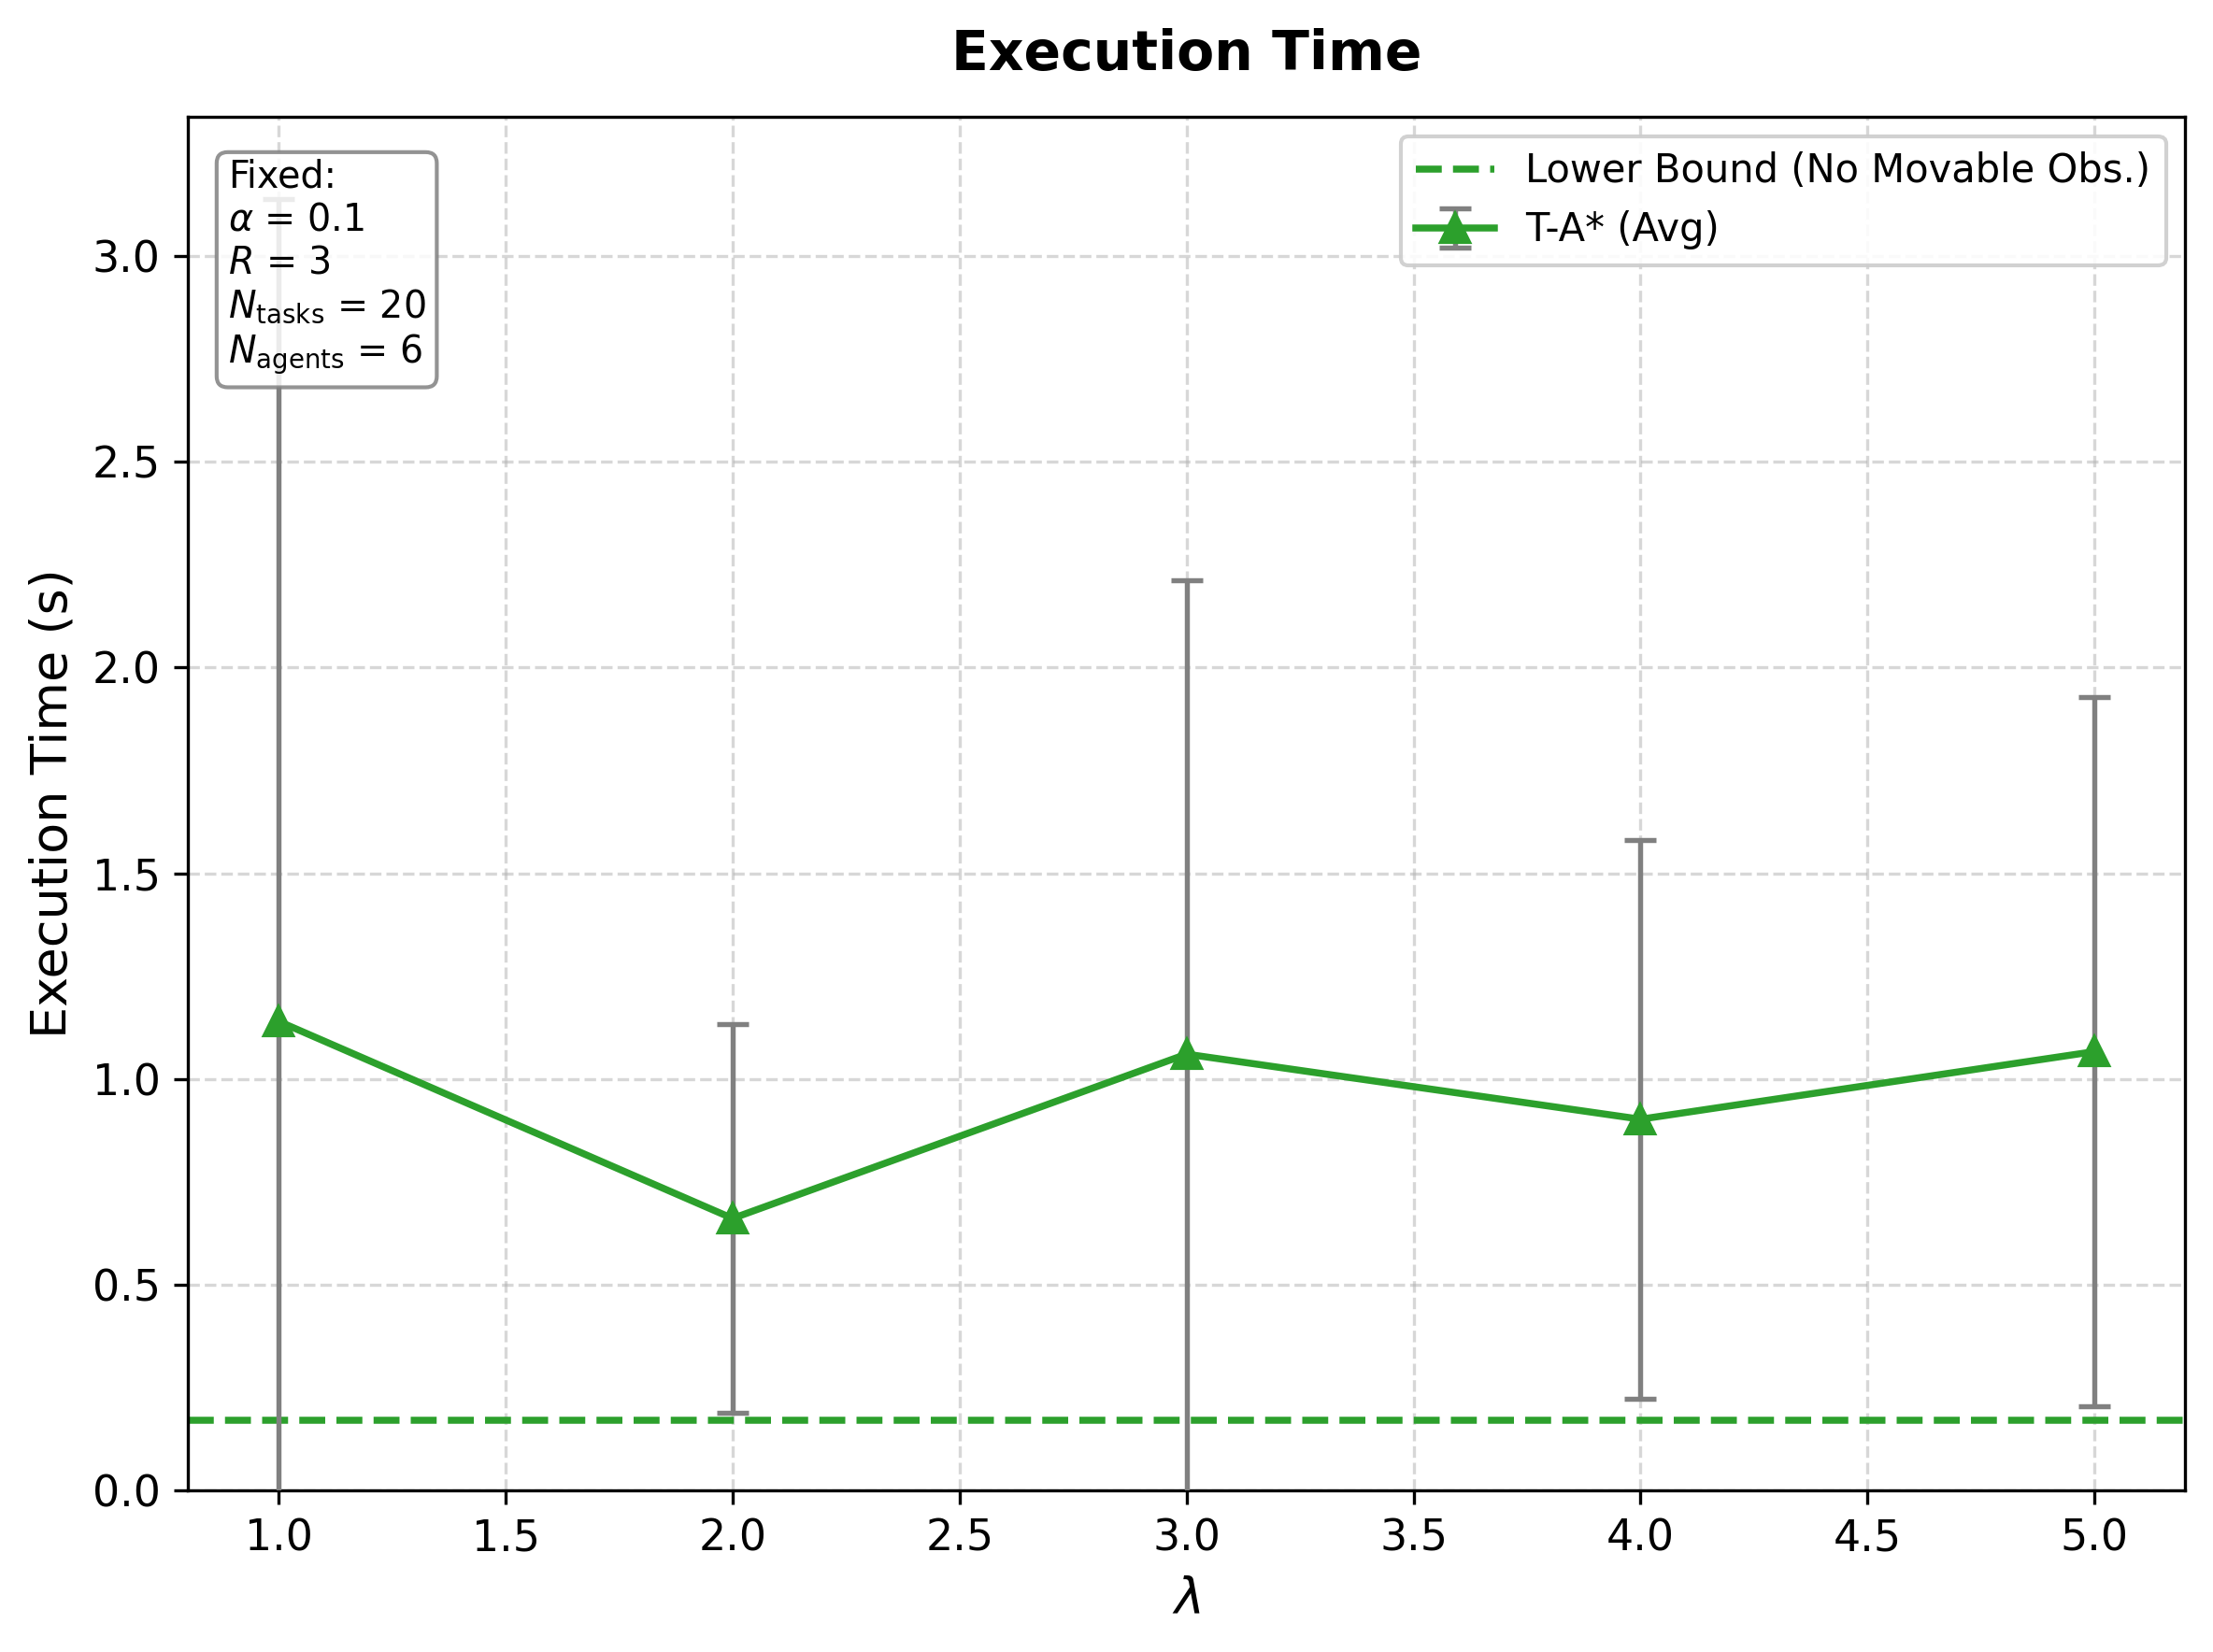 Execution Time
Fixed:
α = 0.1
R = 3
N_tasks = 20
N_agents = 6
Lower Bound (No Movable Obs.)
T-A* (Avg)
Execution Time (s)
3.0
2.5
2.0
1.5
1.0
0.5
0.0
1.0 1.5 2.0 2.5 3.0 3.5 4.0 4.5 5.0
λ